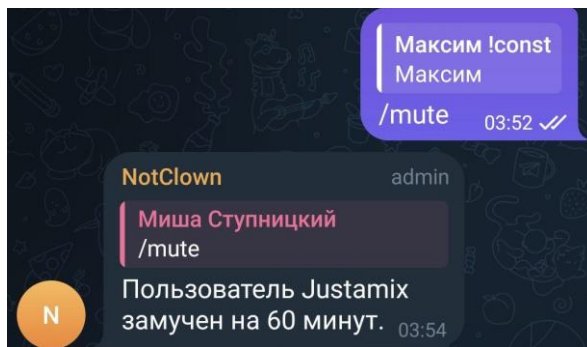 Максим !const
Максим
/mute 03:52
NotClown admin
Миша Ступницкий
/mute
N
Пользователь Justamix
замучен на 60 минут. 03:54